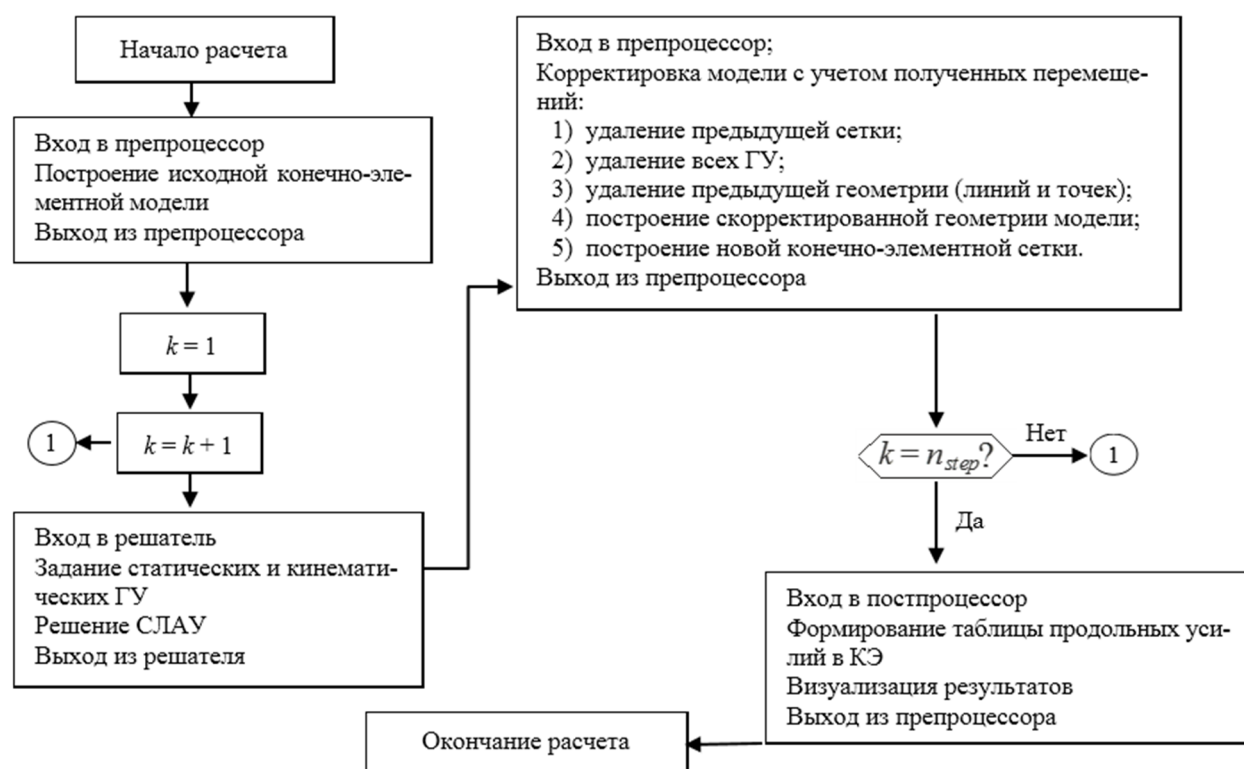 Начало расчета
Вход в препроцессор
Построение исходной конечно-эле-
ментной модели
Выход из препроцессора
k = 1
1
k = k + 1
Вход в решатель
Задание статических и кинемати-
ческих ГУ
Решение СЛАУ
Выход из решателя
Вход в препроцессор;
Корректировка модели с учетом полученных перемеще-
ний:
1) удаление предыдущей сетки;
2) удаление всех ГУ;
3) удаление предыдущей геометрии (линий и точек);
4) построение скорректированной геометрии модели;
5) построение новой конечно-элементной сетки.
Выход из препроцессора
k = nstep?
Нет
1
Да
Вход в постпроцессор
Формирование таблицы продольных уси-
лий в КЭ
Визуализация результатов
Выход из препроцессора
Окончание расчета